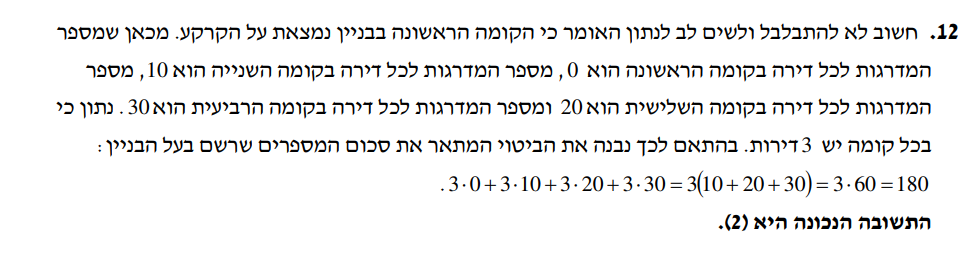 12. חשוב לא להתבלבל ולשים לב לנתון האומר כי הקומה הראשונה בבניין נמצאת על הקרקע. מכאן שמספר
המדרגות לכל דירה בקומה הראשונה הוא 0, מספר המדרגות לכל דירה בקומה השנייה הוא 10, מספר
המדרגות לכל דירה בקומה השלישית הוא 20 ומספר המדרגות לכל דירה בקומה הרביעית הוא 30. נתון כי
בכל קומה יש 3 דירות. בהתאם לכך נבנה את הביטוי המתאר את סכום המספרים שרשם בעל הבניין:
3·0+3·10+3·20+3·30=3(10+20+30)=3·60=180.
התשובה הנכונה היא (2).